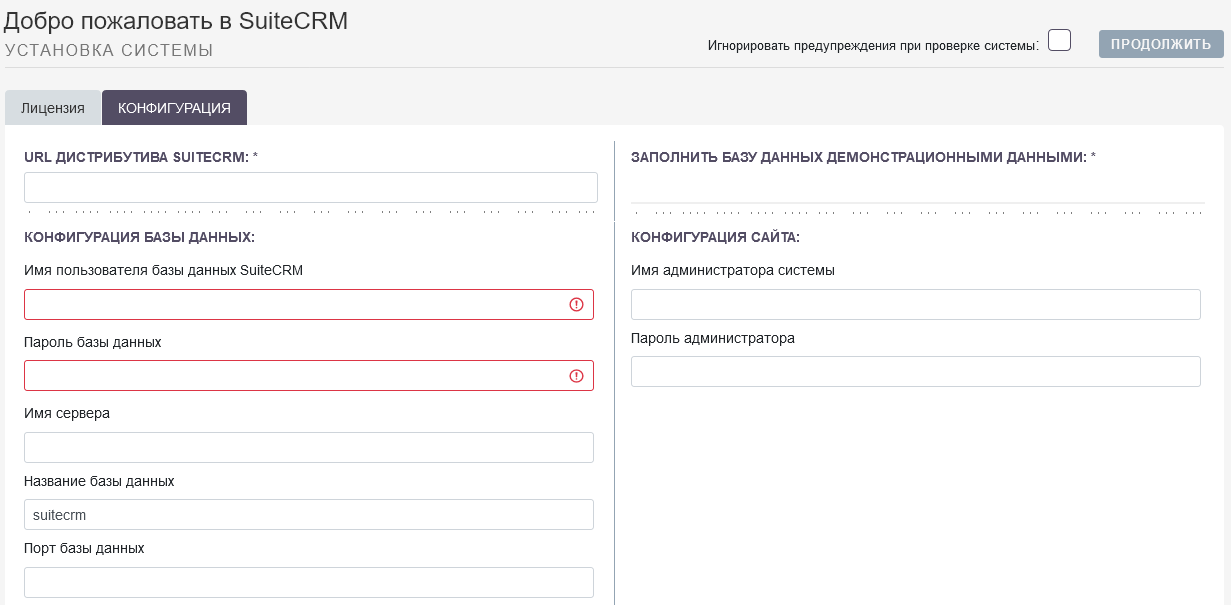 Добро пожаловать в SuiteCRM
УСТАНОВКА СИСТЕМЫ
Игнорировать предупреждения при проверке системы:
ПРОДОЛЖИТЬ
Лицензия
КОНФИГУРАЦИЯ
URL ДИСТРИБУТИВА SUITECRM: *
ЗАПОЛНИТЬ БАЗУ ДАННЫХ ДЕМОНСТРАЦИОННЫМИ ДАННЫМИ: *
КОНФИГУРАЦИЯ БАЗЫ ДАННЫХ:
Имя пользователя базы данных SuiteCRM
Пароль базы данных
Имя сервера
Название базы данных
suitecrm
Порт базы данных
КОНФИГУРАЦИЯ САЙТА:
Имя администратора системы
Пароль администратора